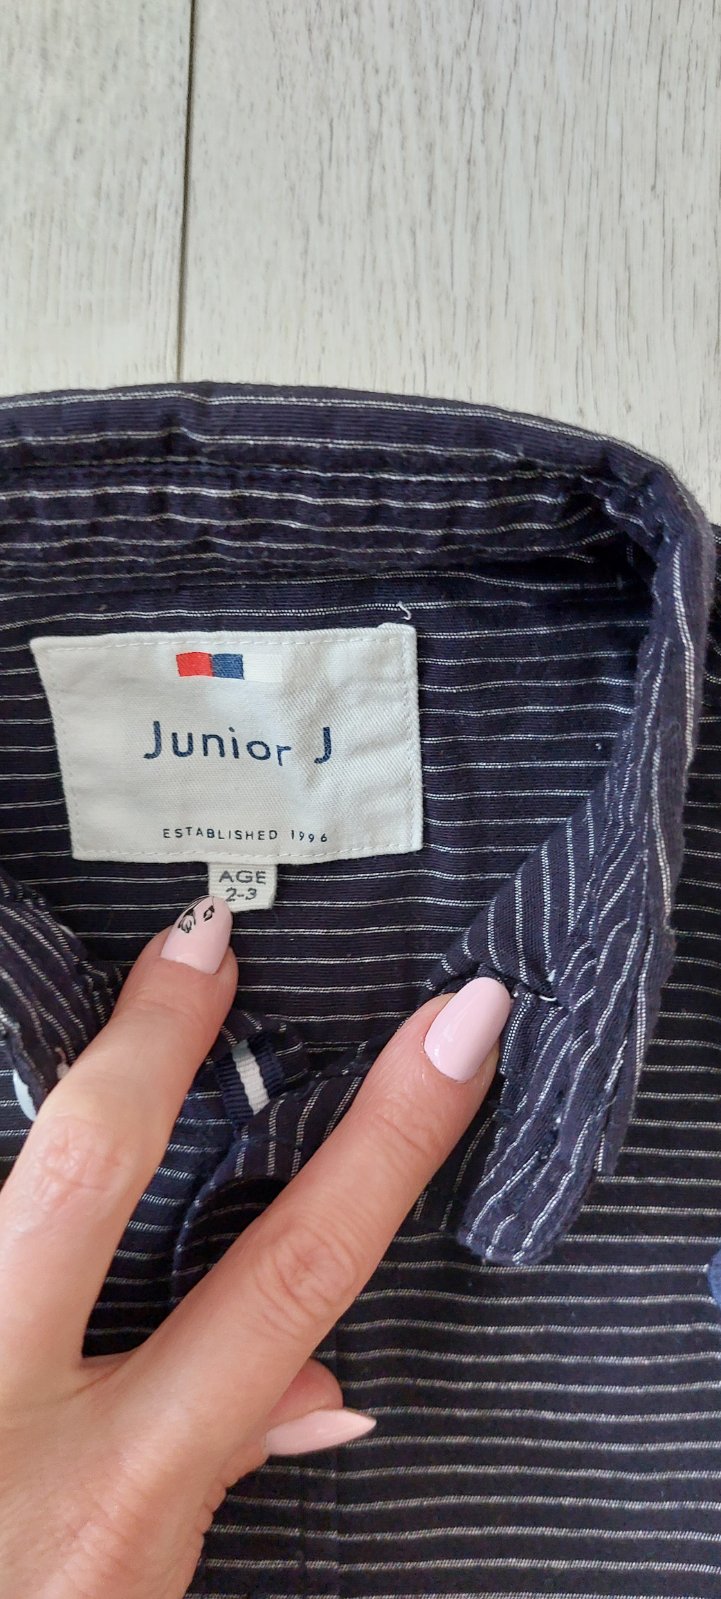 Junior J
ESTABLISHED 1996
AGE
2-3